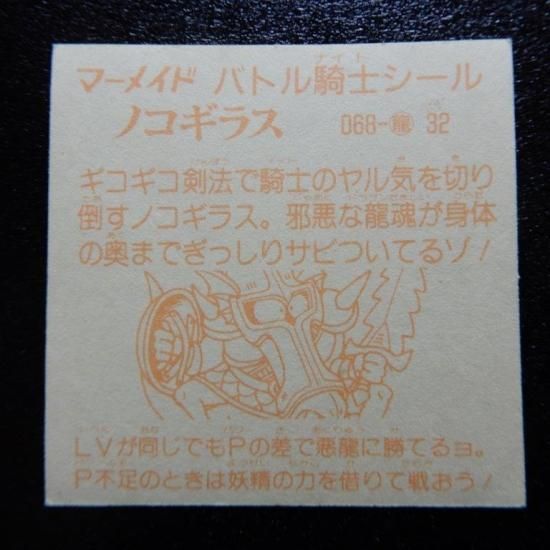 マーメイド バトル騎士シール
ノコギラス 068-龍 32
ギコギコ剣法で騎士のヤル気を切り
倒すノコギラス。邪悪な龍魂が身体
の奥までぎっしりサビついてるゾ!
LVが同じでもPの差で悪龍に勝てるヨ。
P不足のときは妖精の力を借りて戦おう!